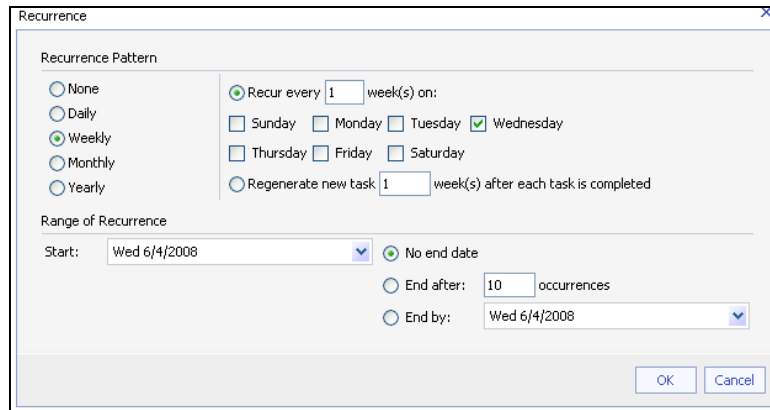 Recurrence
Recurrence Pattern
None
Daily
Weekly
Monthly
Yearly
Recur every 1 week(s) on:
Sunday Monday Tuesday Wednesday
Thursday Friday Saturday
Regenerate new task 1 week(s) after each task is completed
Range of Recurrence
Start: Wed 6/4/2008
No end date
End after: 10 occurrences
End by: Wed 6/4/2008
OK Cancel